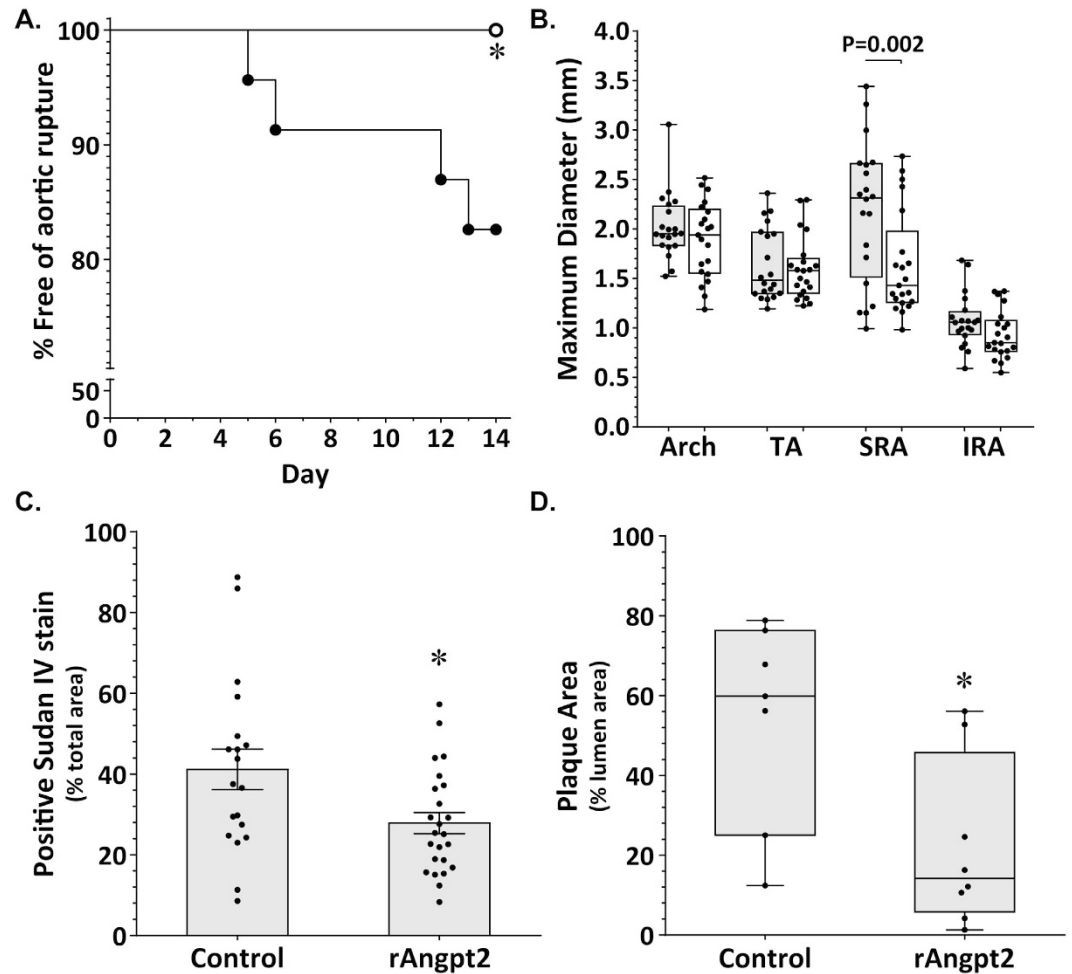 A.
% Free of aortic rupture
100
90
80
50
0
*
0 2 4 6 8 10 12 14
Day
B.
Maximum Diameter (mm)
4.0
3.5
3.0
2.5
2.0
1.5
1.0
0.5
0.0
P=0.002
Arch TA SRA IRA
C.
Positive Sudan IV stain
(% total area)
100
80
60
40
20
0
*
Control rAngpt2
D.
Plaque Area
(% lumen area)
100
80
60
40
20
0
*
Control rAngpt2